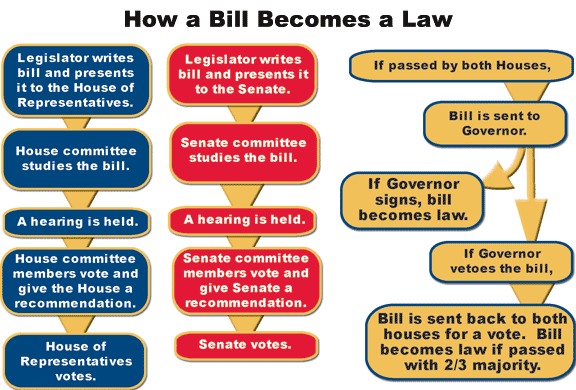 How a Bill Becomes a Law
Legislator writes
bill and presents
it to the House of
Representatives.
House committee
studies the bill.
A hearing is held.
House committee
members vote and
give the House a
recommendation.
House of
Representatives
votes.
Legislator writes
bill and presents it
to the Senate.
Senate committee
studies the bill.
A hearing is held.
Senate committee
members vote and
give Senate a
recommendation.
Senate votes.
If passed by both Houses,
Bill is sent to
Governor.
If Governor
signs, bill
becomes law.
If Governor
vetoes the bill,
Bill is sent back to both
houses for a vote.  Bill
becomes law if passed
with 2/3 majority.